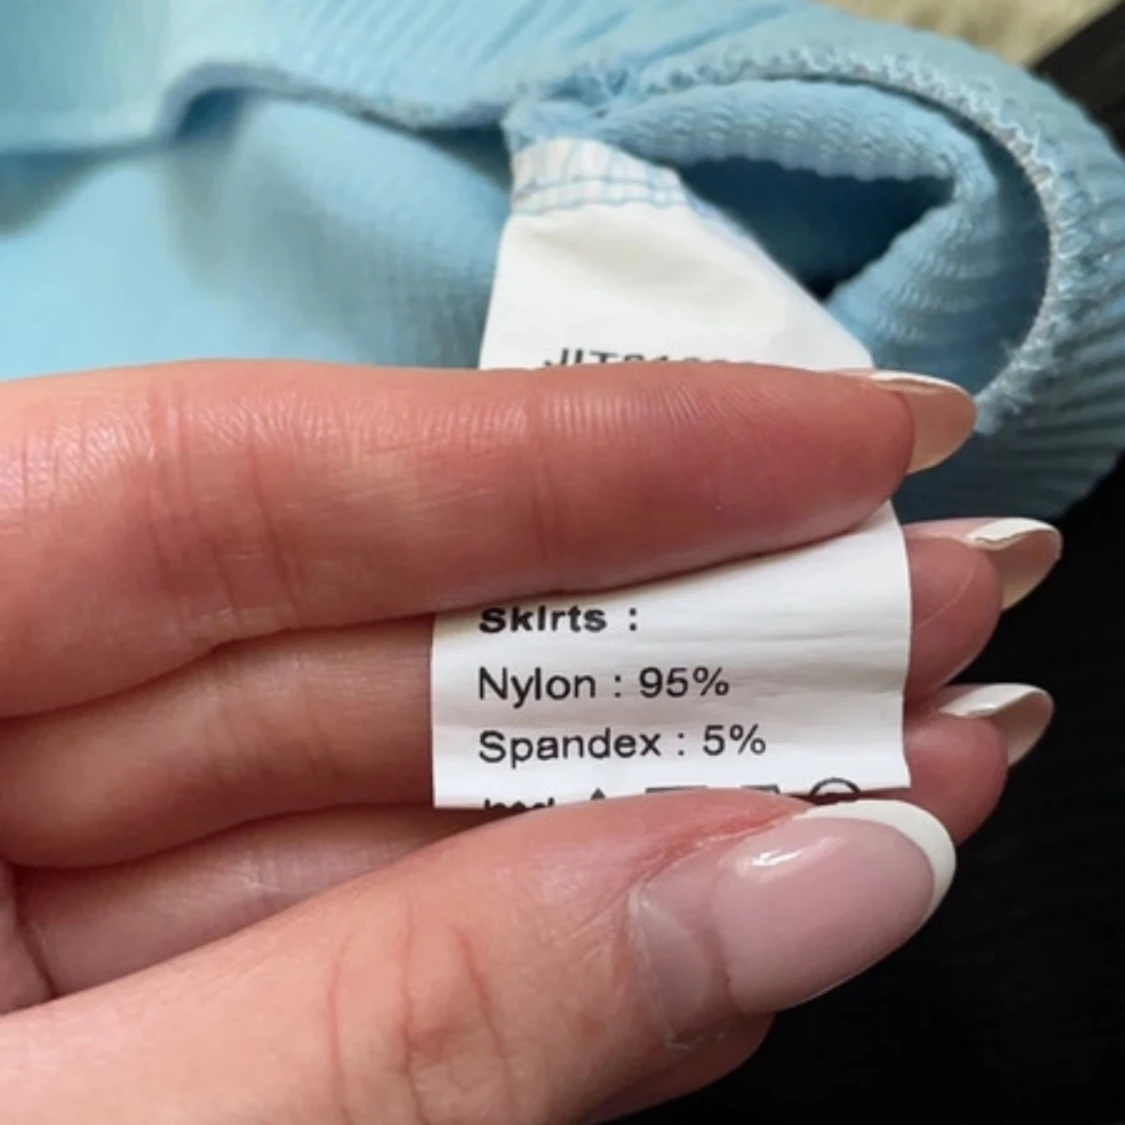 Skirts :
Nylon : 95%
Spandex : 5%